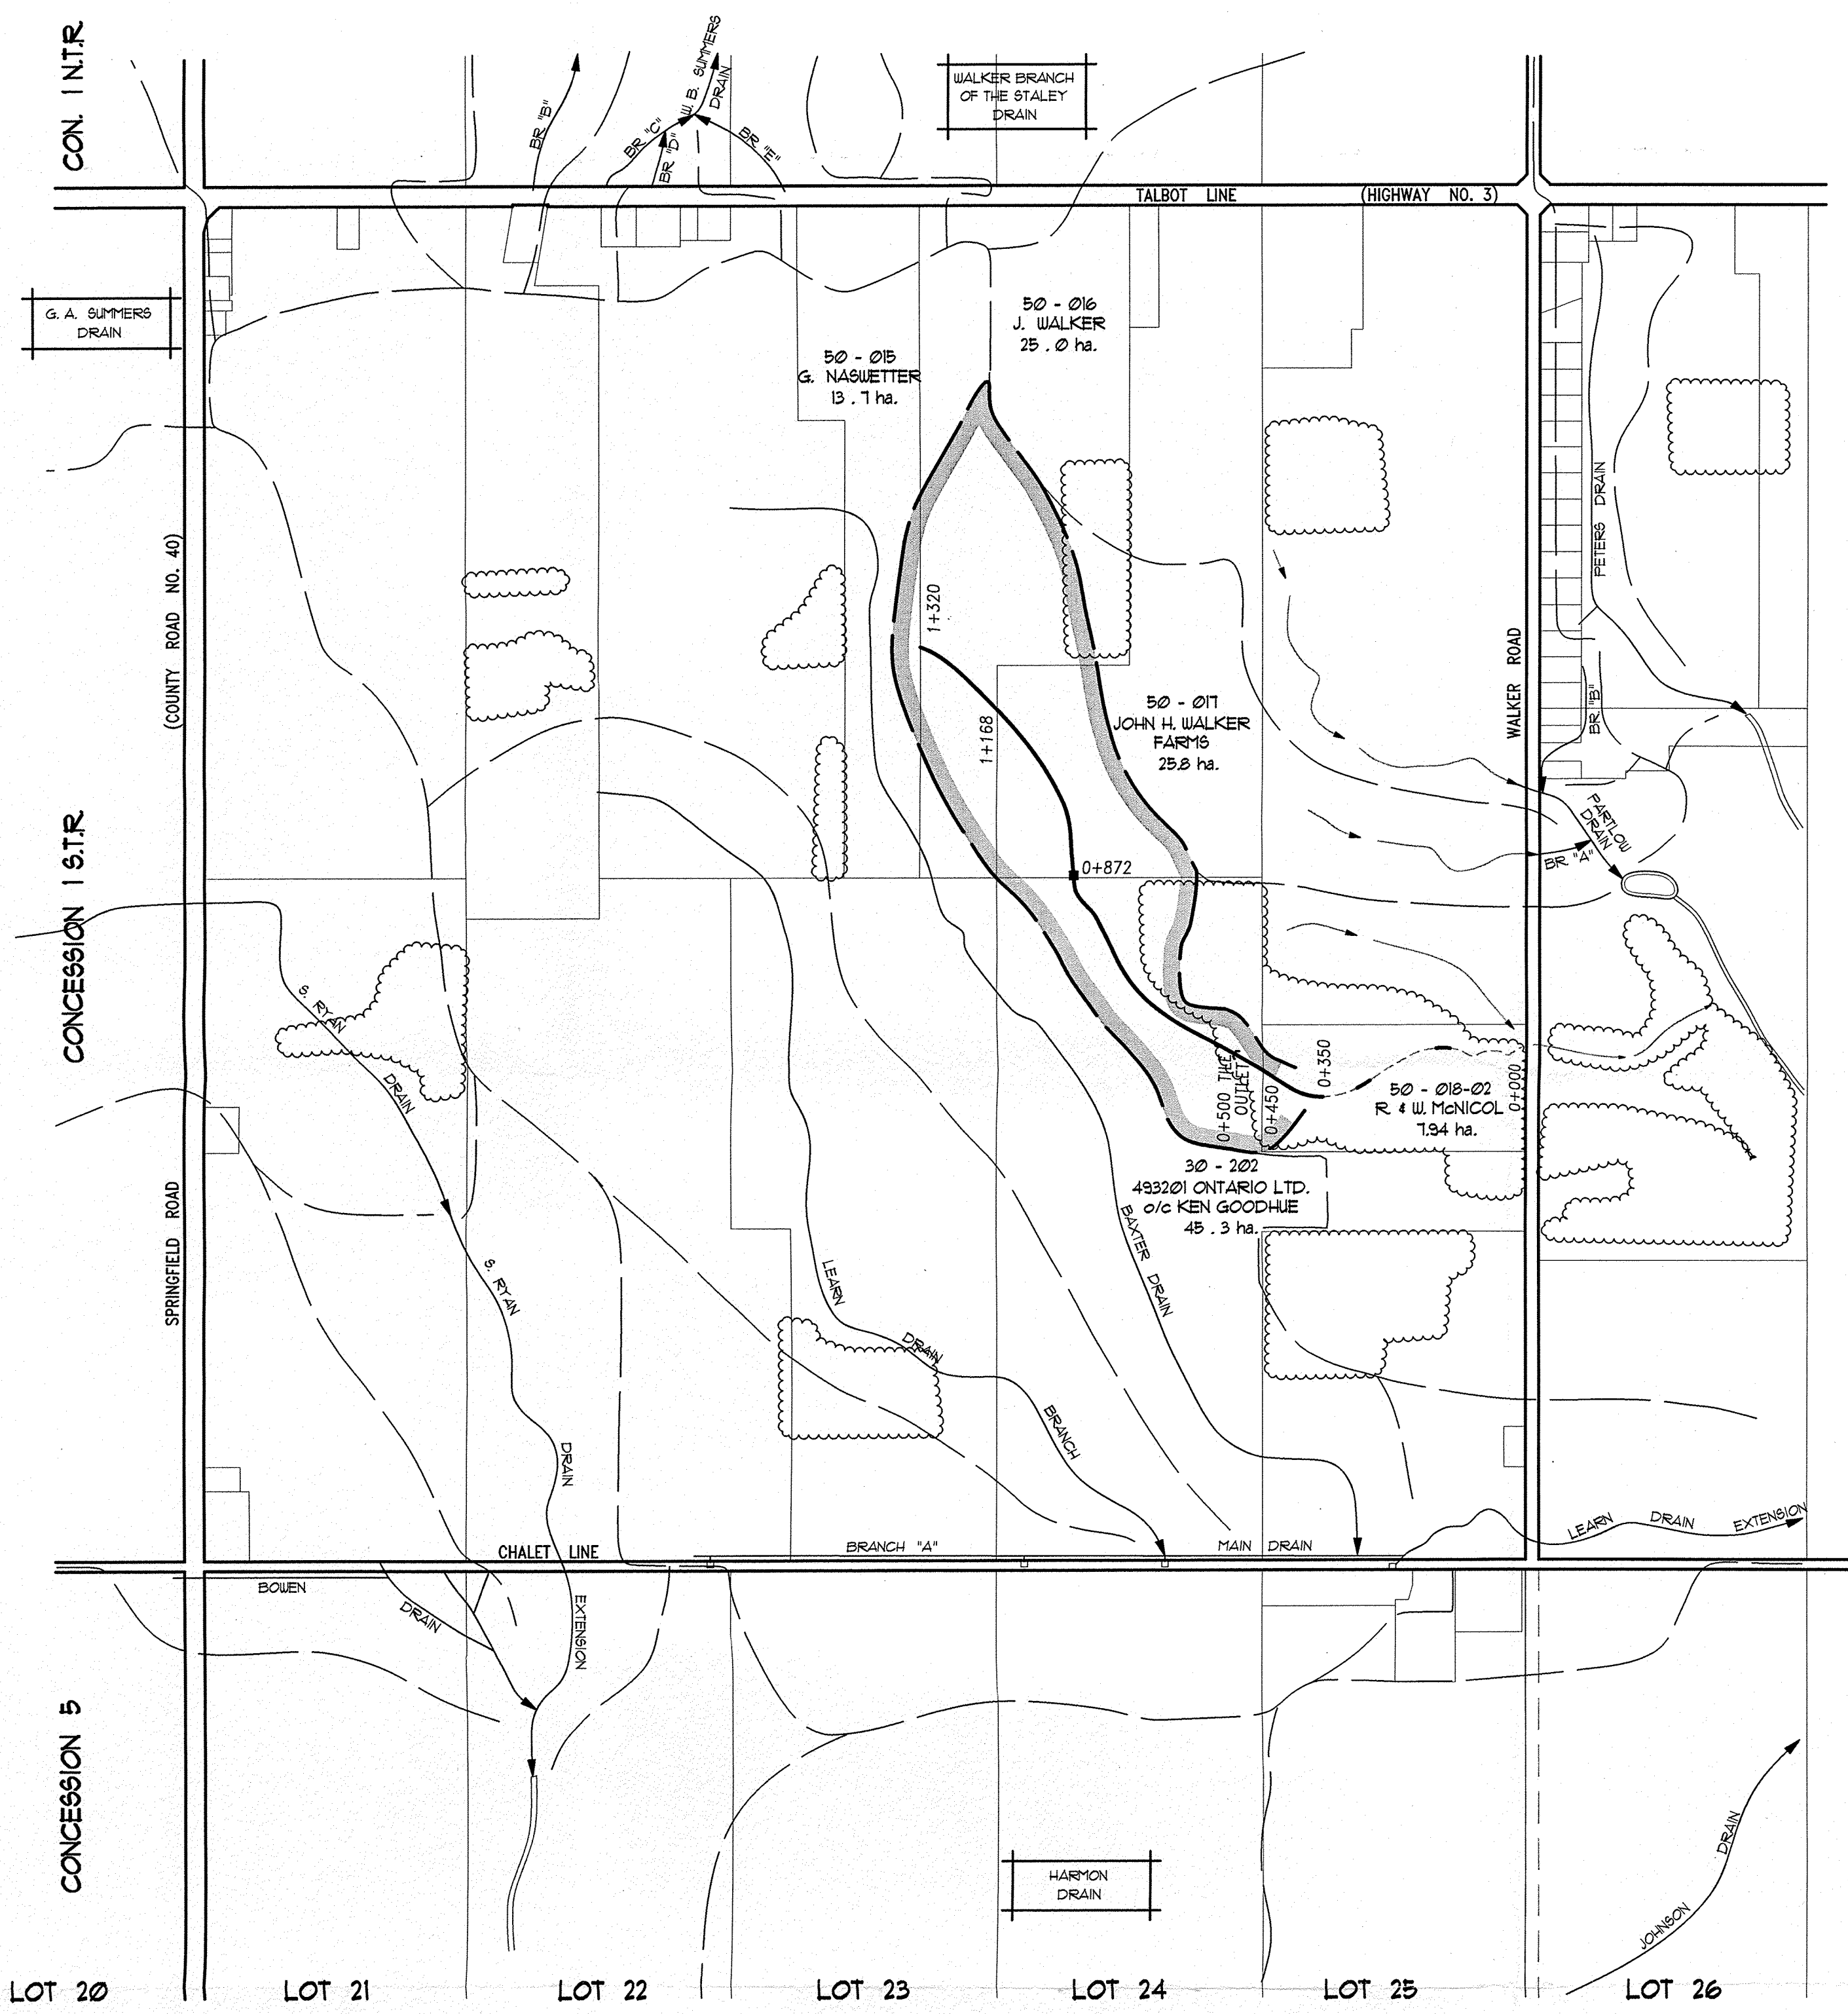 CON. 1 N.T.R.
BR "B"
BR "C"
BR "D"
W. B. SUMMERS
DRAIN
BR "E"
WALKER BRANCH
OF THE STALEY
DRAIN
TALBOT LINE (HIGHWAY NO. 3)
G. A. SUMMERS
DRAIN
50 - 016
J. WALKER
25.0 ha.
50 - 015
G. NASWETTER
13.7 ha.
(COUNTY ROAD NO. 40)
PETERS DRAIN
1+320
WALKER ROAD
50 - 017
JOHN H. WALKER
FARMS
25.8 ha.
1+168
BR "B"
PARTLOW
DRAIN
BR. "A"
CONCESSION 1 S.T.R
0+872
S. RYAN
DRAIN
0+500 TILE
OUTLET
0+450
0+350
0+000
50 - 018-02
R. & W. McNICOL
7.94 ha.
30 - 202
493201 ONTARIO LTD.
o/c KEN GOODHUE
45.3 ha.
SPRINGFIELD ROAD
BAXTER DRAIN
S. RYAN
DRAIN
EXTENSION
LEARN
DRAIN
BRANCH
LEARN DRAIN EXTENSION
CHALET LINE
BRANCH "A"
MAIN DRAIN
BOWEN
DRAIN
CONCESSION 5
HARMON
DRAIN
JOHNSON DRAIN
LOT 20 LOT 21 LOT 22 LOT 23 LOT 24 LOT 25 LOT 26